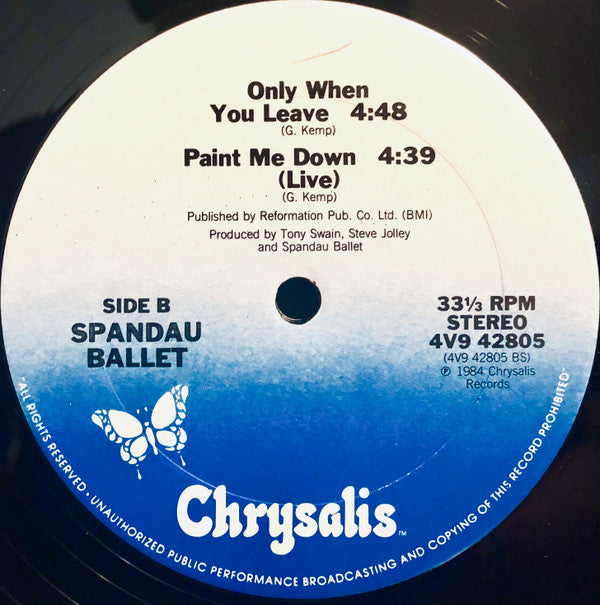 Only When
You Leave 4:48
(G. Kemp)
Paint Me Down 4:39
(Live)
(G. Kemp)
Published by Reformation Pub. Co. Ltd. (BMI)
Produced by Tony Swain, Steve Jolley
and Spandau Ballet
SIDE B
SPANDAU
BALLET
33⅓ RPM
STEREO
4V9 42805
(4V9 42805 BS)
℗ 1984 Chrysalis
Records
Chrysalis™
"ALL RIGHTS RESERVED · UNAUTHORIZED PUBLIC PERFORMANCE BROADCASTING AND COPYING OF THIS RECORD PROHIBITED"